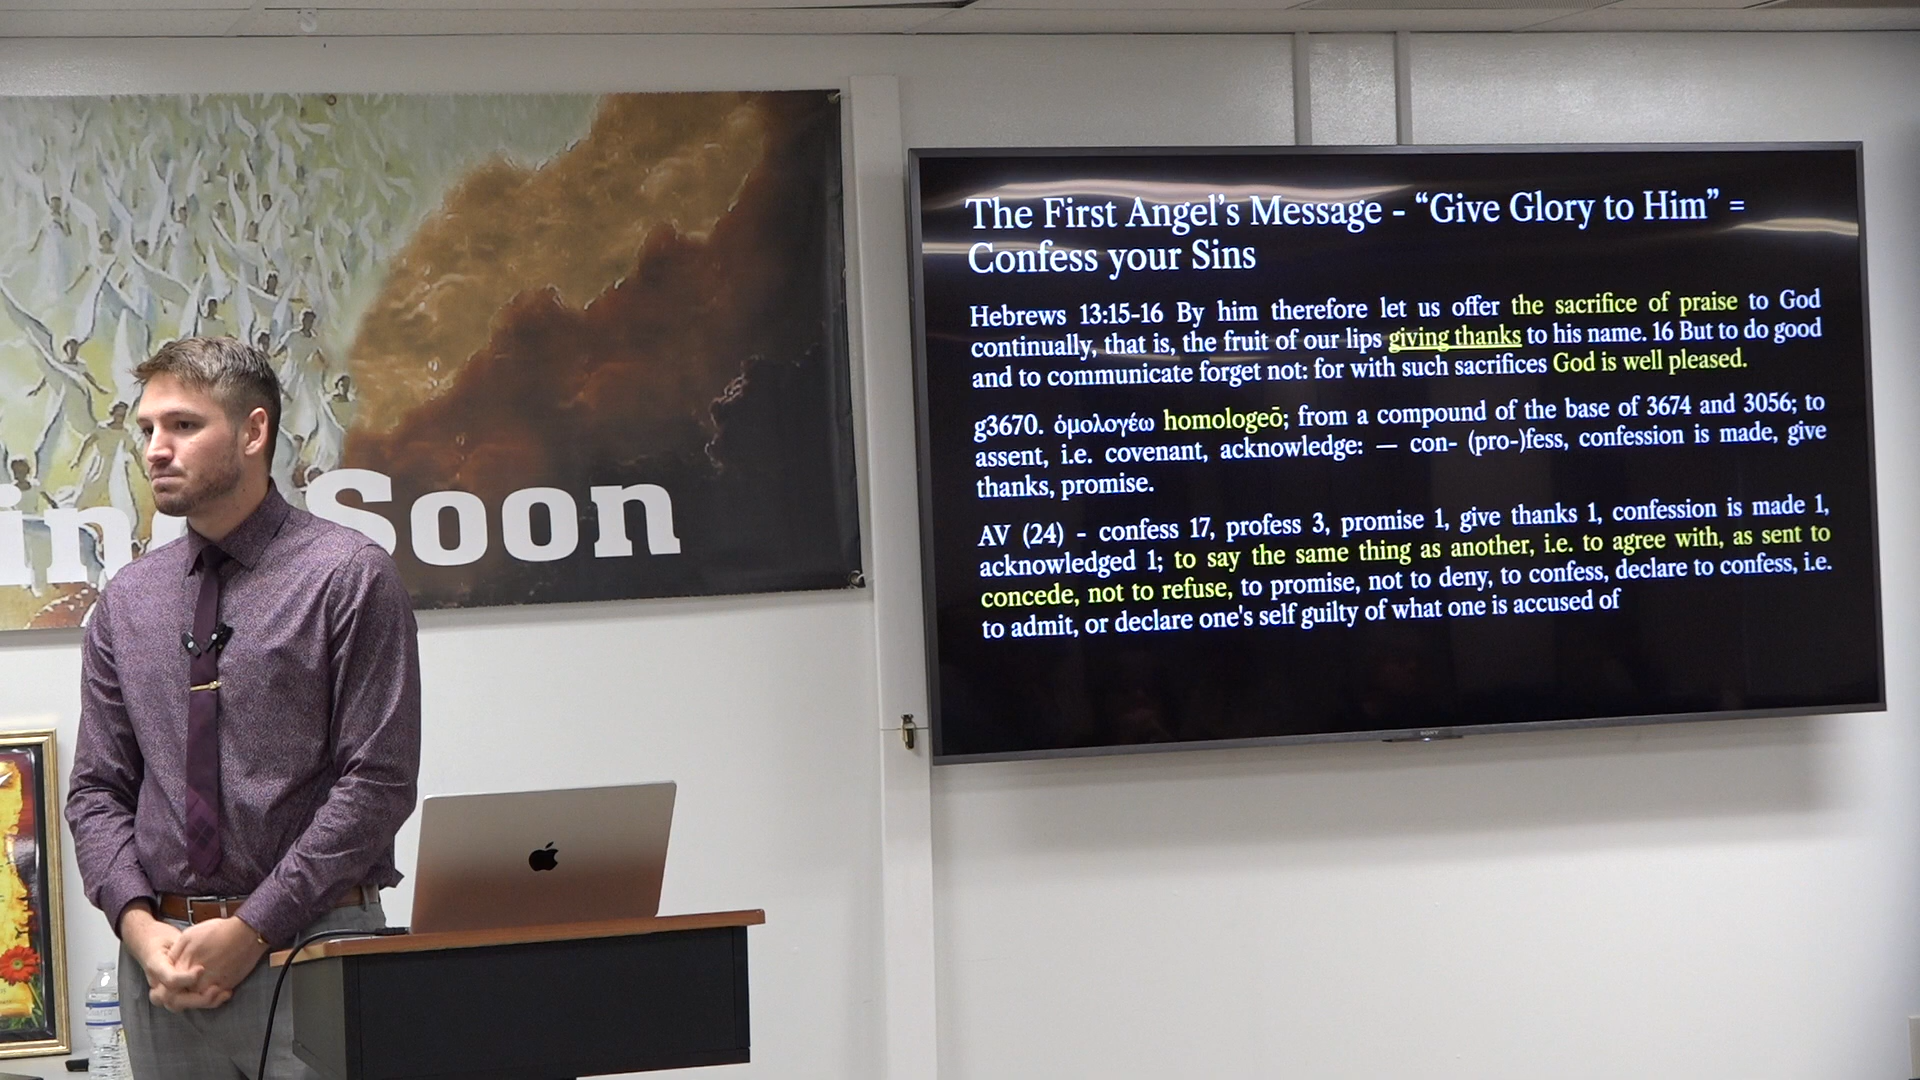 Soon
The First Angel's Message - “Give Glory to Him” =
Confess your Sins
Hebrews 13:15-16 By him therefore let us offer the sacrifice of praise to God
continually, that is, the fruit of our lips giving thanks to his name. 16 But to do good
and to communicate forget not: for with such sacrifices God is well pleased.
g3670. ὁμολογέω homologeō; from a compound of the base of 3674 and 3056; to
assent, i.e. covenant, acknowledge: — con- (pro-)fess, confession is made, give
thanks, promise.
AV (24) - confess 17, profess 3, promise 1, give thanks 1, confession is made 1,
acknowledged 1; to say the same thing as another, i.e. to agree with, as sent to
concede, not to refuse, to promise, not to deny, to confess, declare to confess, i.e.
to admit, or declare one's self guilty of what one is accused of
SONY